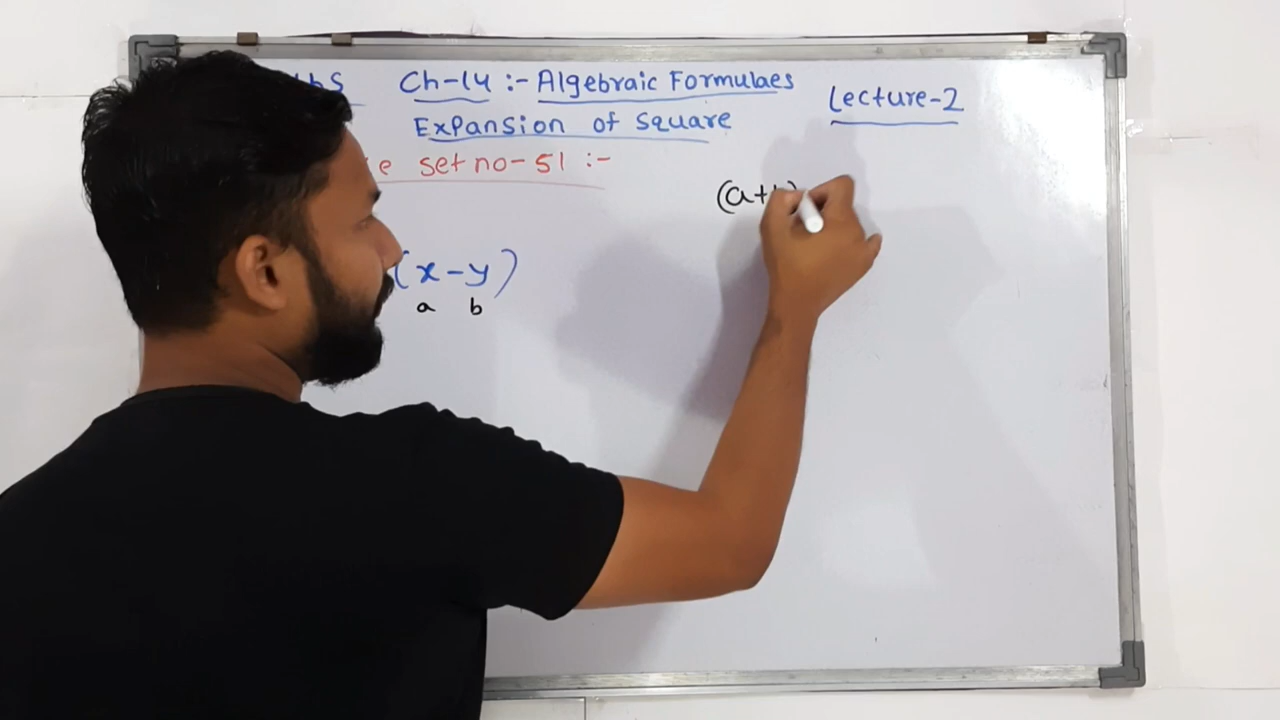 Ch-14 :- Algebraic Formulaes
Lecture-2
Expansion of square
set no- 51 :-
(a+
(x-y)
a b